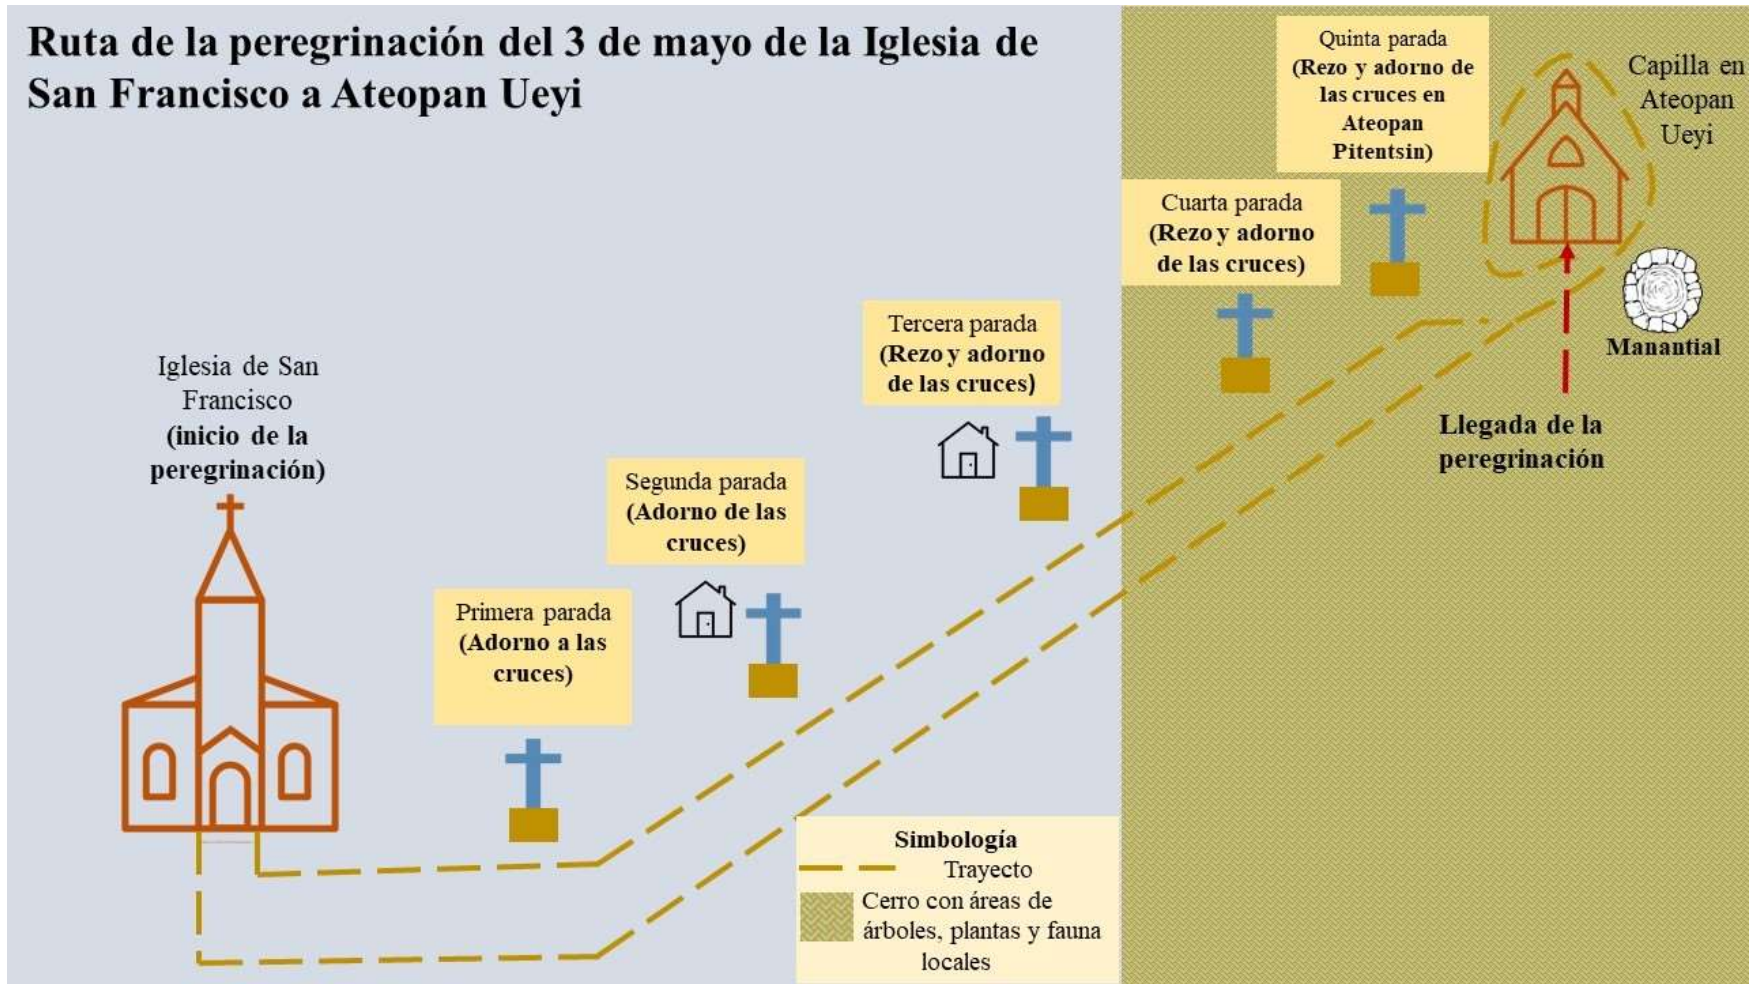 Ruta de la peregrinación del 3 de mayo de la Iglesia de
San Francisco a Ateopan Ueyi
Iglesia de San
Francisco
(inicio de la
peregrinación)
Primera parada
(Adorno a las
cruces)
Segunda parada
(Adorno de las
cruces)
Tercera parada
(Rezo y adorno
de las cruces)
Cuarta parada
(Rezo y adorno
de las cruces)
Quinta parada
(Rezo y adorno de
las cruces en
Ateopan
Pitentsin)
Capilla en
Ateopan
Ueyi
Manantial
Llegada de la
peregrinación
Simbología
Trayecto
Cerro con áreas de
árboles, plantas y fauna
locales